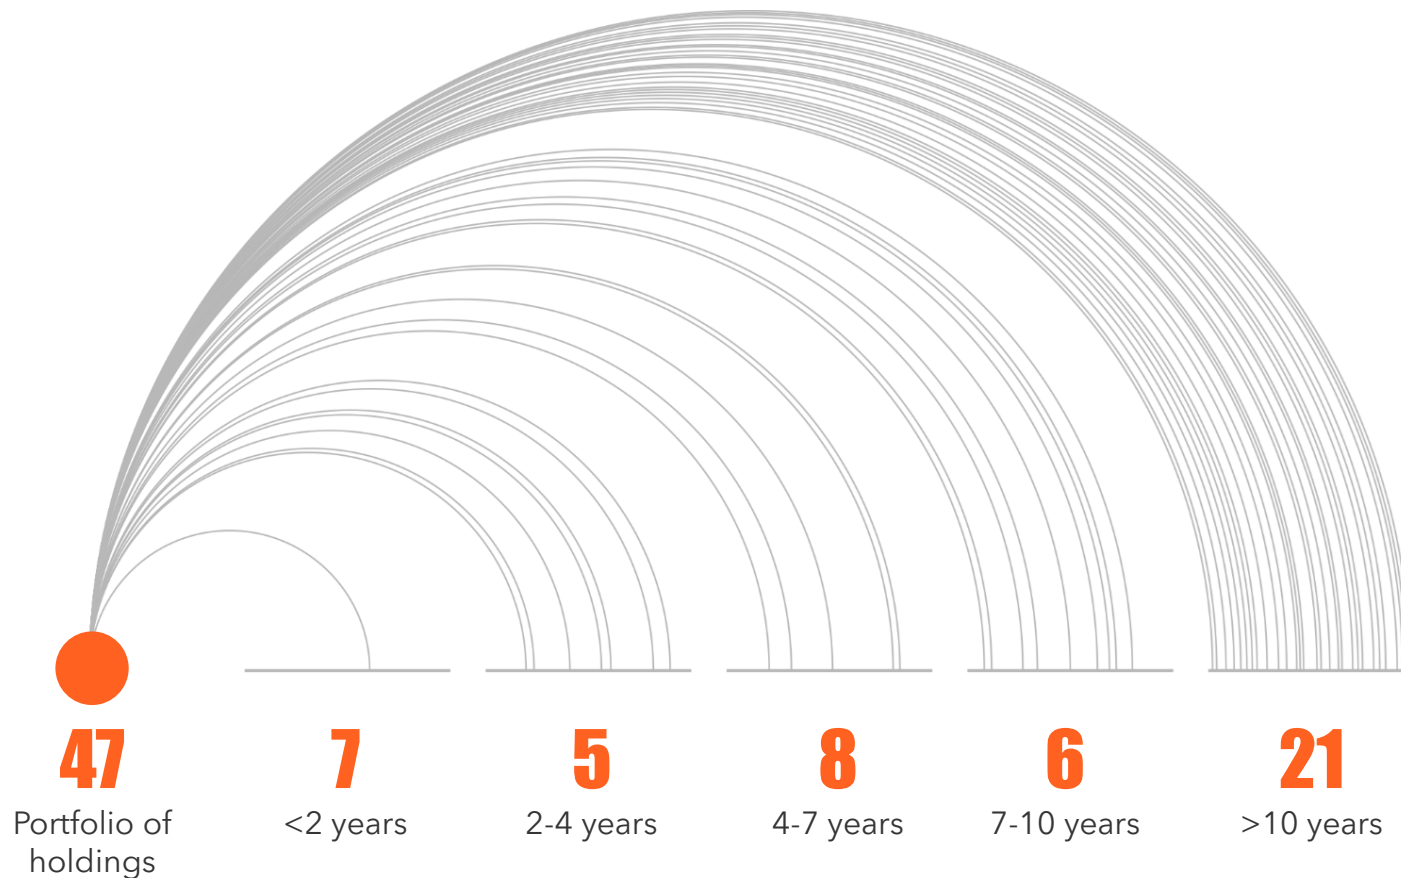 47 7 5 8 6 21
Portfolio of <2 years 2-4 years 4-7 years 7-10 years >10 years
holdings